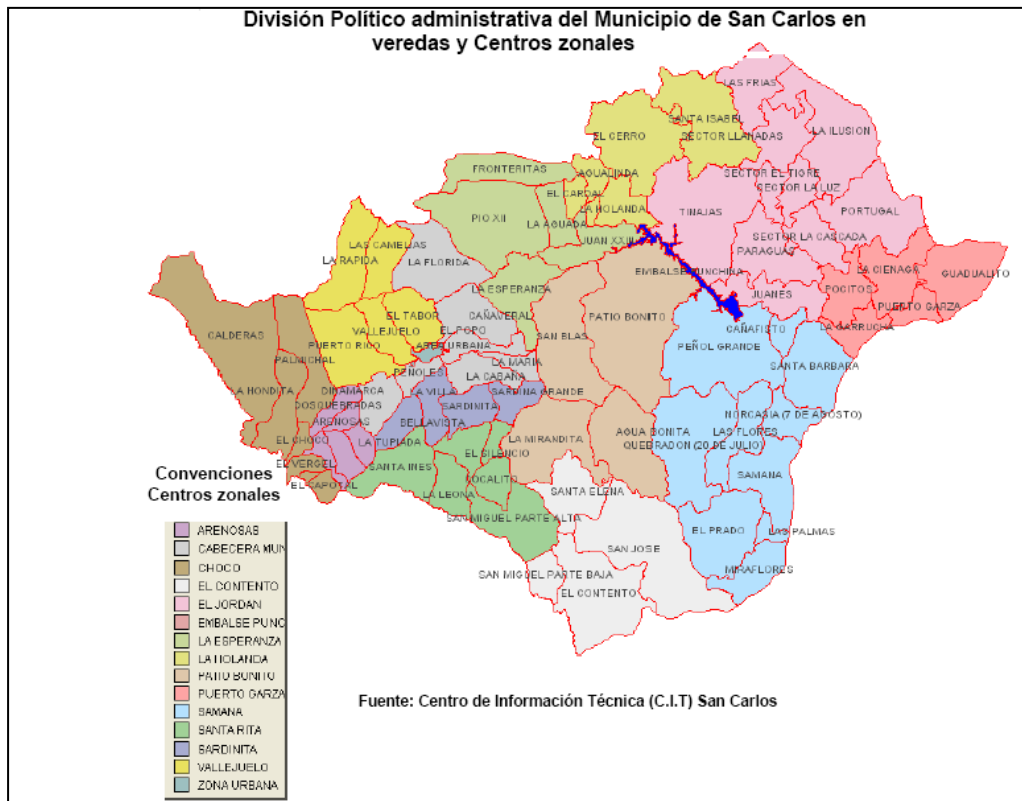 División Político administrativa del Municipio de San Carlos en
veredas y Centros zonales
LAS FRIAS
SANTA ISABEL
LA ILUSION
EL CERRO
SECTOR LLANADAS
FRONTERITAS
AGUALINDA
SECTOR EL TIGRE
SECTOR LA LUZ
EL CARDAL
PIO XII
LA HOLANDA
TINAJAS
PORTUGAL
LA AGUADA
LAS CAMELIAS
JUAN XXIII
SECTOR LA CASCADA
LA RAPIDA
LA FLORIDA
PARAGUAS
EMBALSE PUNCHINA
LA CIENAGA
GUADUALITO
LA ESPERANZA
JUANES
POCITOS
PUERTO GARZA
EL TABOR
CAÑAVERAL
PATIO BONITO
CALDERAS
VALLEJUELO
EL POPO
SAN BLAS
CAÑAFISTO
LA GARRUCHA
PUERTO RICO
AREA URBANA
PEÑOL GRANDE
PALMICHAL
LA MARIA
SANTA BARBARA
PEÑOLES
LA CABAÑA
LA HONDITA
DINAMARCA
LA VILLA
SARDINA GRANDE
DOSQUEBRADAS
SARDINITA
NORCASIA (7 DE AGOSTO)
ARENOSAS
BELLAVISTA
AGUA BONITA
LAS FLORES
EL CHOCO
LA TUPIADA
LA MIRANDITA
QUEBRADON (20 DE JULIO)
EL SILENCIO
EL VERGEL
SANTA INES
SAMANA
Convenciones
Centros zonales
EL CAPOTAL
LA LEONA
VOCALITO
SANTA ELENA
SAN MIGUEL PARTE ALTA
EL PRADO
LAS PALMAS
SAN JOSE
MIRAFLORES
SAN MIGUEL PARTE BAJA
EL CONTENTO
ARENOSAS
CABECERA MUN
CHOCO
EL CONTENTO
EL JORDAN
EMBALSE PUNC
LA ESPERANZA
LA HOLANDA
PATIO BONITO
PUERTO GARZA
SAMANA
SANTA RITA
SARDINITA
VALLEJUELO
ZONA URBANA
Fuente: Centro de Información Técnica (C.I.T) San Carlos